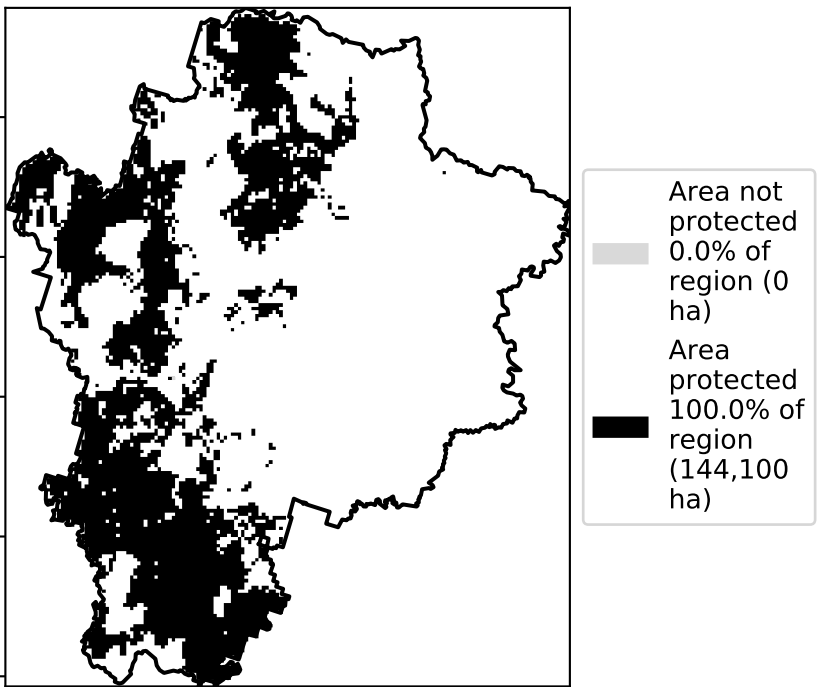 Area not
protected
0.0% of
region (0
ha)
Area
protected
100.0% of
region
(144,100
ha)